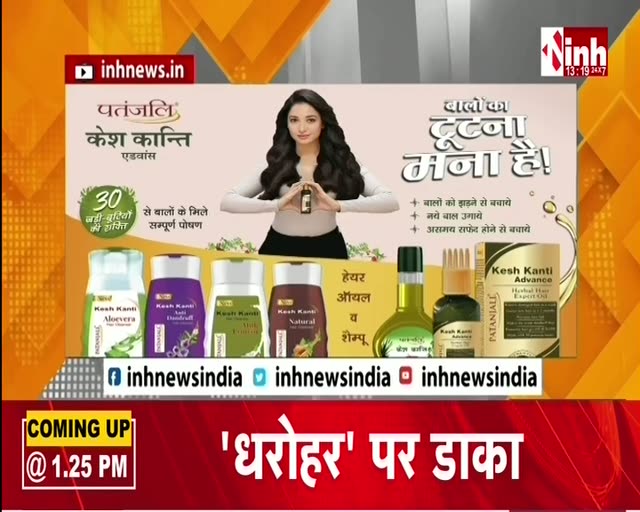 inhnews.in
inh
13:19 24X7
पतंजलि
केश कान्ति
एडवांस
30
जड़ी-बूटियों
की शक्ति
से बालों के मिले
सम्पूर्ण पोषण
बालों का
टूटना
मना है!
बालों को झड़ने से बचाये
नये बाल उगाये
असमय सफेद होने से बचाये
हेयर
ऑयल
व
शैम्पू
Kesh Kanti
Aloevera
Kesh Kanti
Anti
Dandruff
Kesh Kanti
Milk
Protein
Kesh Kanti
Natural
केश कान्ति
Kesh Kanti
Advance
Kesh Kanti
Advance
Herbal Hair
Expert Oil
PATANJALI
inhnewsindia inhnewsindia inhnewsindia
COMING UP
@ 1.25 PM
'धरोहर' पर डाका